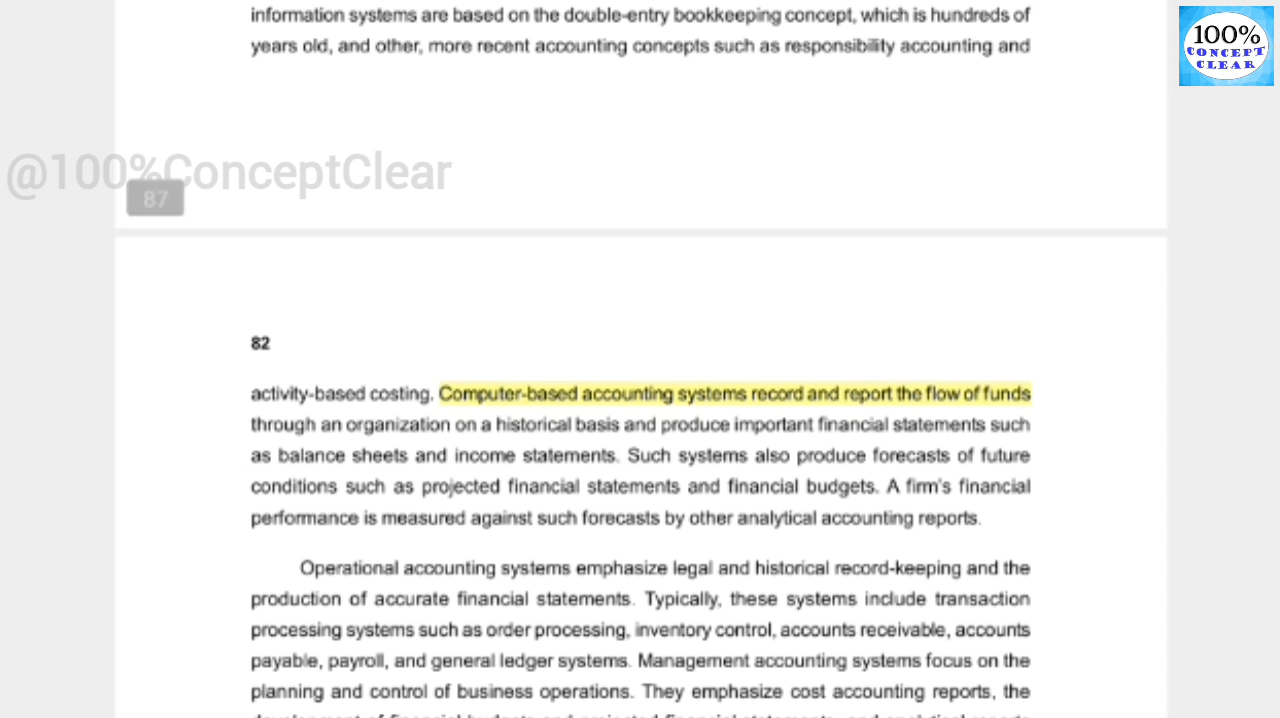 information systems are based on the double-entry bookkeeping concept, which is hundreds of
years old, and other, more recent accounting concepts such as responsibility accounting and
100%
CONCEPT
CLEAR
@100%ConceptClear
87
82
activity-based costing. Computer-based accounting systems record and report the flow of funds
through an organization on a historical basis and produce important financial statements such
as balance sheets and income statements. Such systems also produce forecasts of future
conditions such as projected financial statements and financial budgets. A firm's financial
performance is measured against such forecasts by other analytical accounting reports.
Operational accounting systems emphasize legal and historical record-keeping and the
production of accurate financial statements. Typically, these systems include transaction
processing systems such as order processing, inventory control, accounts receivable, accounts
payable, payroll, and general ledger systems. Management accounting systems focus on the
planning and control of business operations. They emphasize cost accounting reports, the